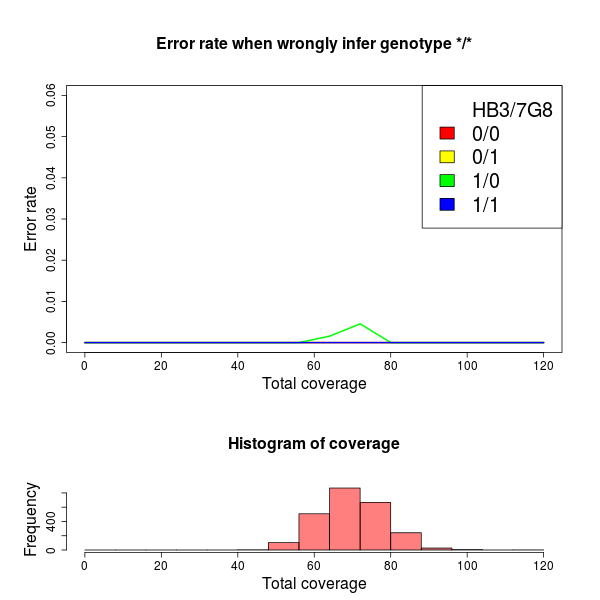 Error rate when wrongly infer genotype */*
Error rate
0.06
0.05
0.04
0.03
0.02
0.01
0.00
HB3/7G8
0/0
0/1
1/0
1/1
0 20 40 60 80 100 120
Total coverage
Histogram of coverage
Frequency
400
0
0 20 40 60 80 100 120
Total coverage